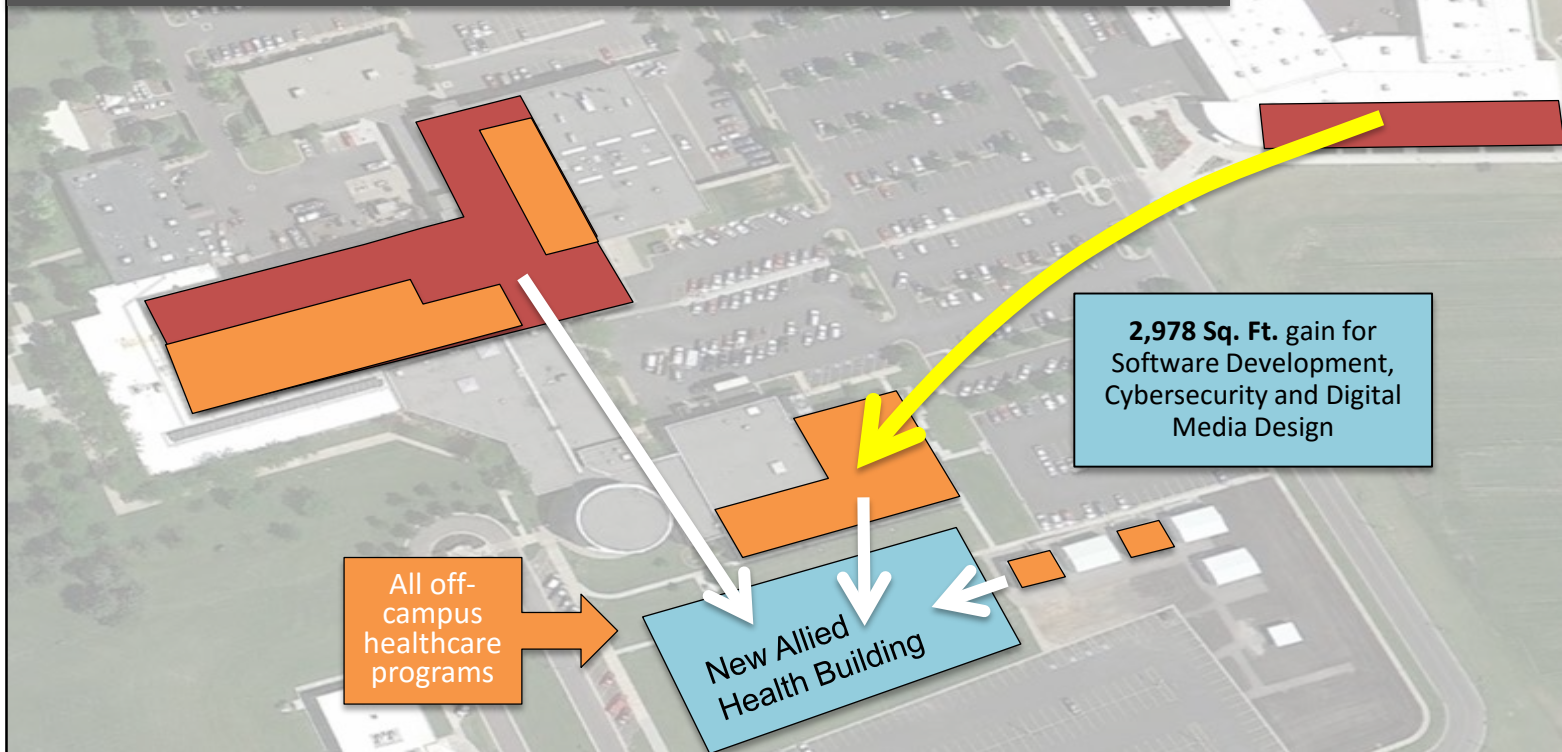 2,978 Sq. Ft. gain for
Software Development,
Cybersecurity and Digital
Media Design
All off-
campus
healthcare
programs
New Allied
Health Building